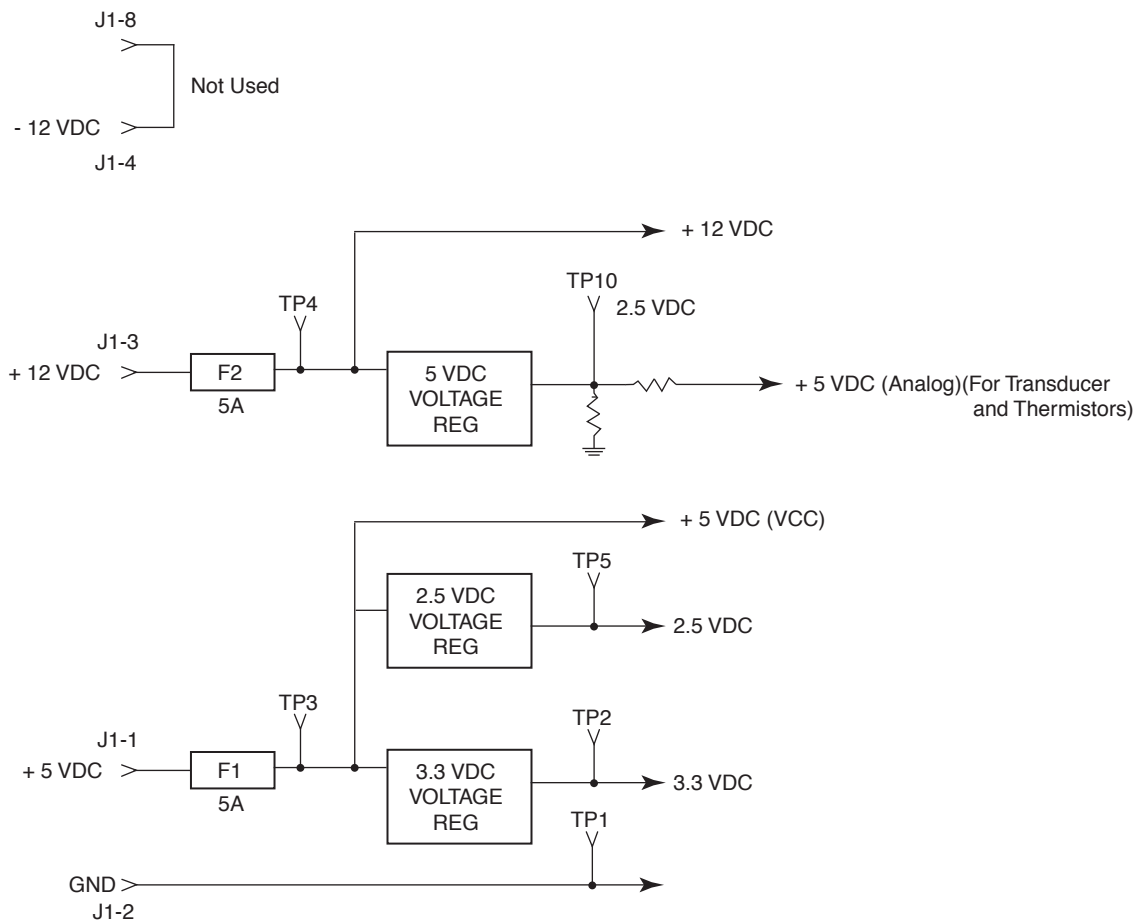 J1-8
Not Used
- 12 VDC
J1-4
+ 12 VDC
TP10
2.5 VDC
TP4
J1-3
+ 12 VDC
F2
5A
5 VDC
VOLTAGE
REG
+ 5 VDC (Analog)(For Transducer
and Thermistors)
+ 5 VDC (VCC)
TP5
2.5 VDC
VOLTAGE
REG
2.5 VDC
TP3
TP2
J1-1
+ 5 VDC
F1
5A
3.3 VDC
VOLTAGE
REG
3.3 VDC
TP1
GND
J1-2